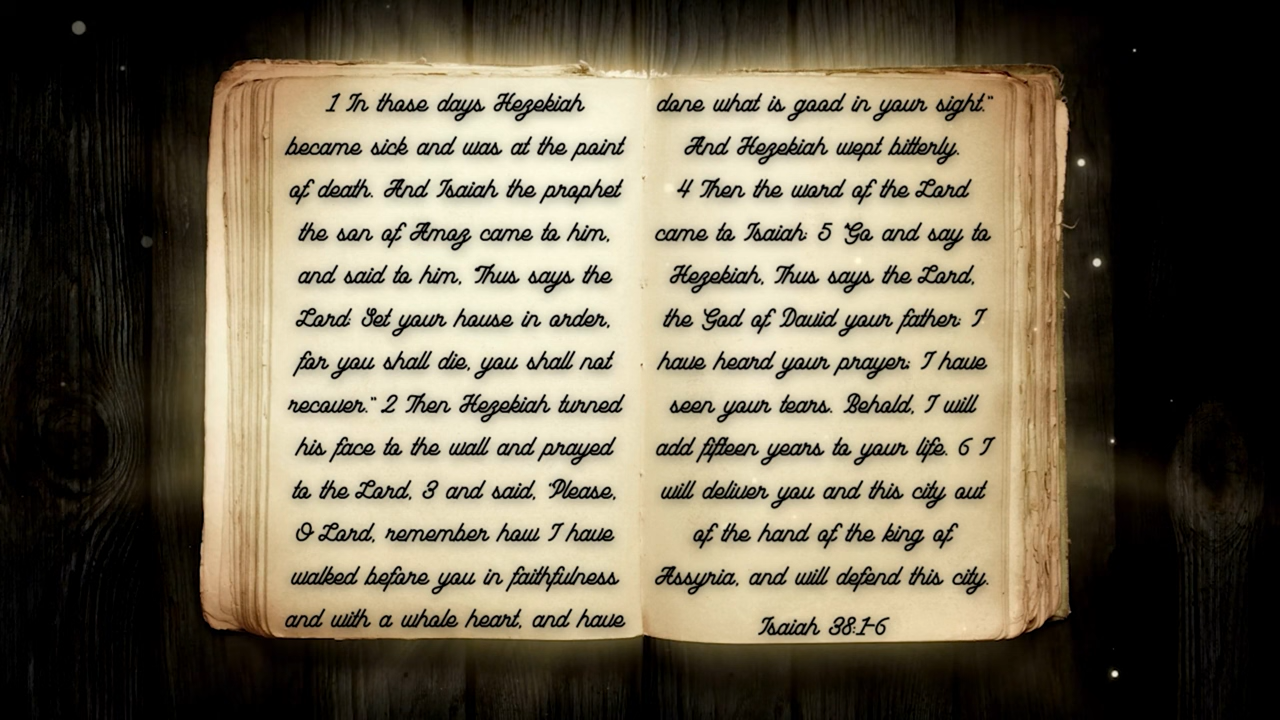 1 In those days Hezekiah
became sick and was at the point
of death. And Isaiah the prophet
the son of Amoz came to him,
and said to him, Thus says the
Lord: Set your house in order,
for you shall die, you shall not
recover." 2 Then Hezekiah turned
his face to the wall and prayed
to the Lord, 3 and said, "Please,
O Lord, remember how I have
walked before you in faithfulness
and with a whole heart, and have
done what is good in your sight."
And Hezekiah wept bitterly.
4 Then the word of the Lord
came to Isaiah: 5 "Go and say to
Hezekiah, Thus says the Lord,
the God of David your father: I
have heard your prayer; I have
seen your tears. Behold, I will
add fifteen years to your life. 6 I
will deliver you and this city out
of the hand of the king of
Assyria, and will defend this city.
Isaiah 38:1-6